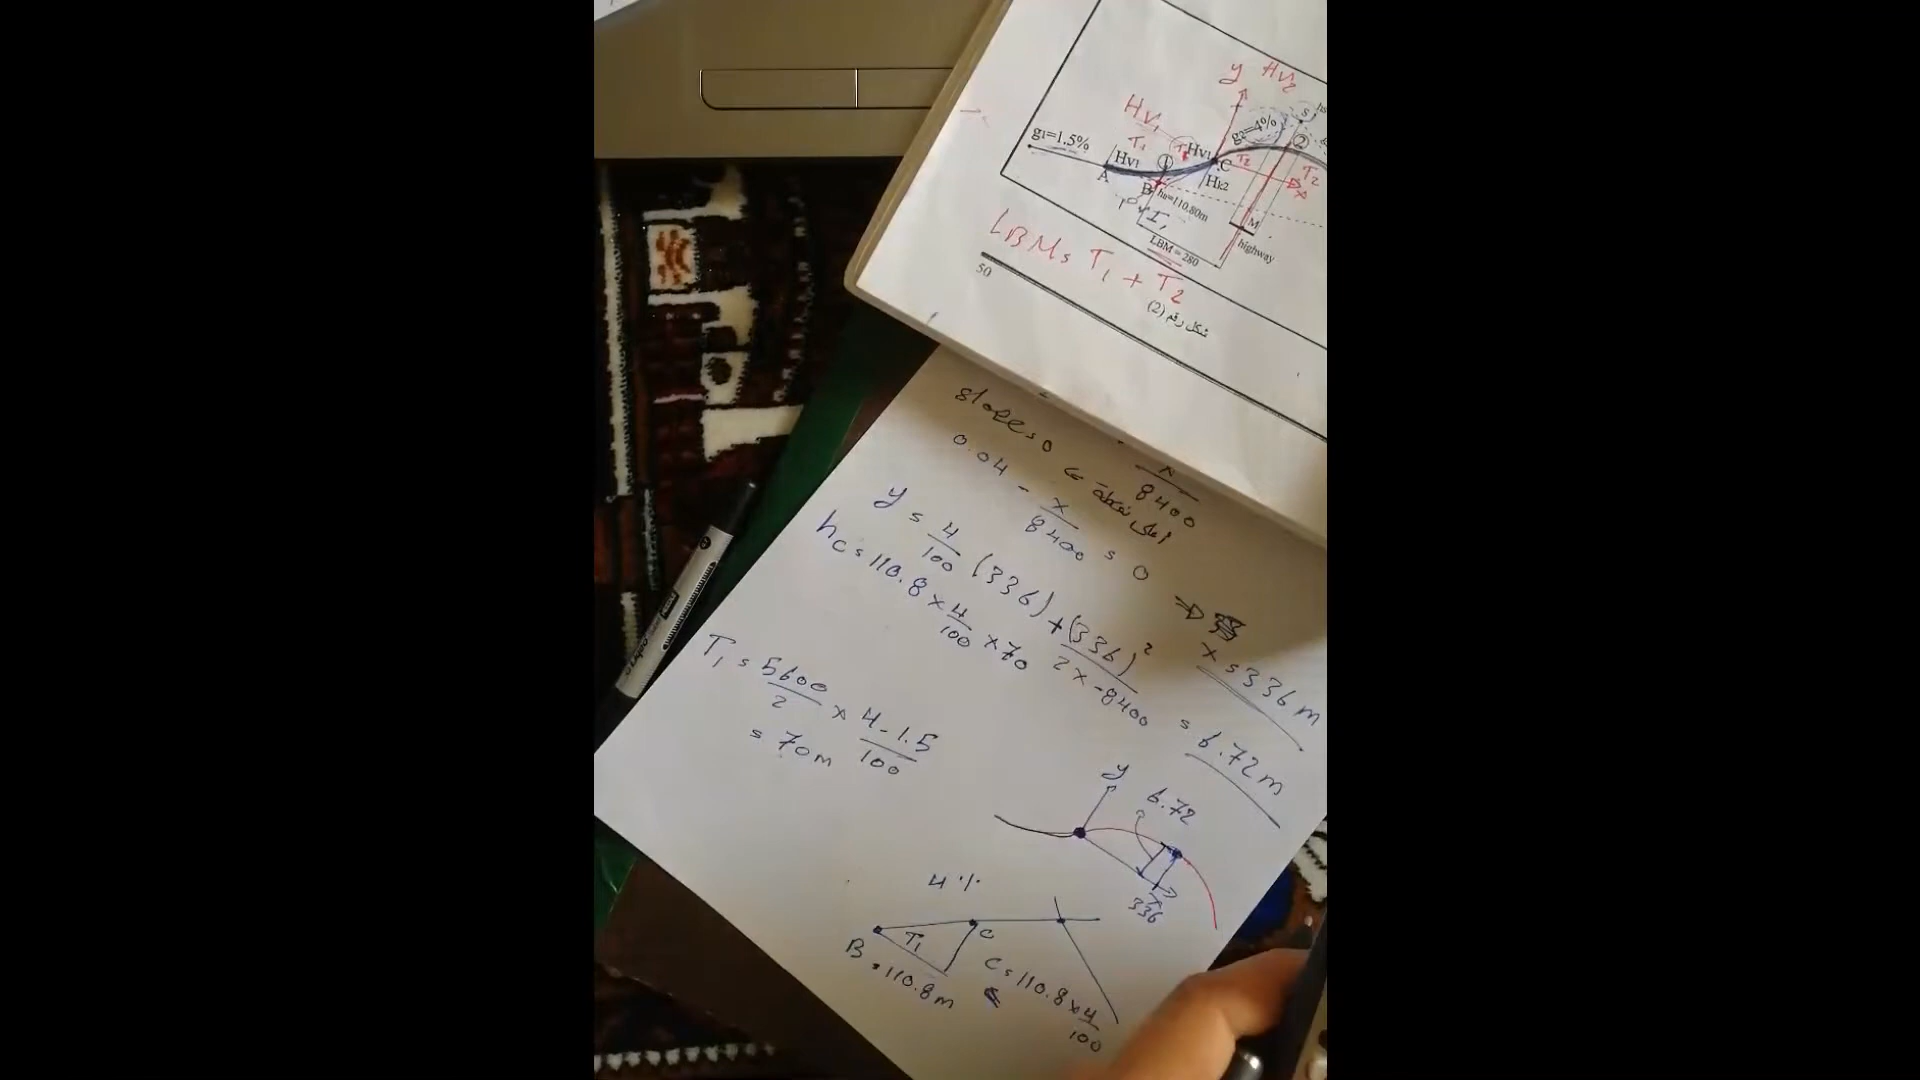 y Hv2
Hv1
T1
g1=1.5%
Hv1
A
B
Hv1
C
g2=4%
T2
T2
x
Hk2
hB=110.80m
S
2
M
highway
LBM = 280
LBM = T1 + T2
50
شكل رقم (2)
slope = 0
اعلى نقطة
8400
0.04 - x/8400 = 0 ⇒ x = 336m
y = 4/100 (336) + (336)²/2x-8400 = 6.72m
hC = 110.8 x 4/100 x 70
T1 = 5600/2 x 4-1.5/100
= 70m
y
6.72
x
336
4%
B
T1
C
= 110.8m
C = 110.8 x 4/100